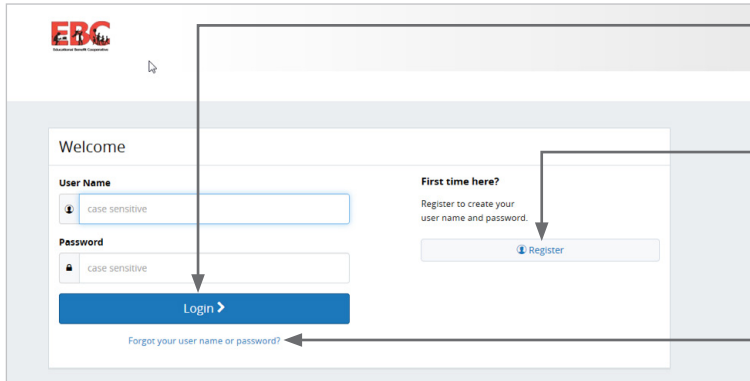 EBC
Educational Benefit Cooperative
Welcome
User Name
case sensitive
Password
case sensitive
Login
Forgot your user name or password?
First time here?
Register to create your
user name and password.
Register